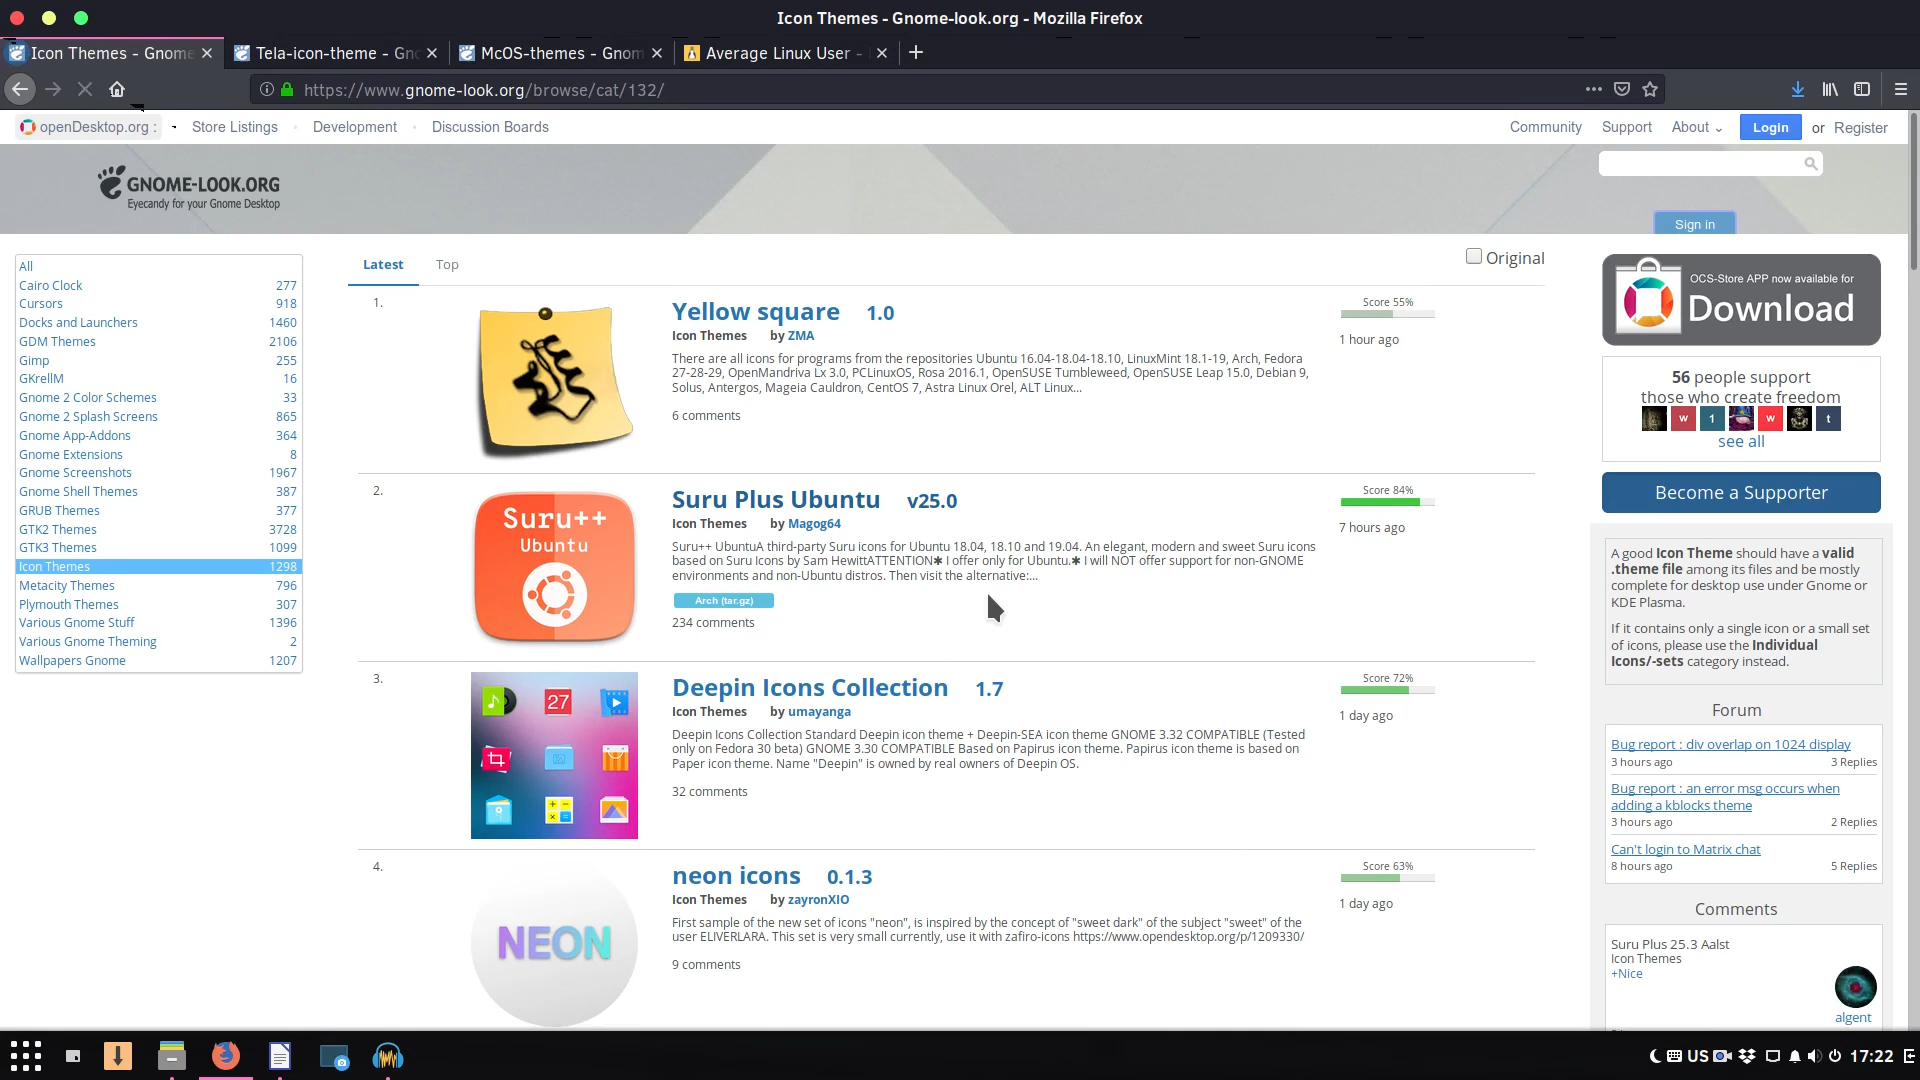 Icon Themes - Gnome-look.org - Mozilla Firefox
Icon Themes - Gnome
Tela-icon-theme - Gno
McOS-themes - Gnom
Average Linux User -
https://www.gnome-look.org/browse/cat/132/
openDesktop.org :
Store Listings
Development
Discussion Boards
Community
Support
About
Login
or Register
GNOME-LOOK.ORG
Eyecandy for your Gnome Desktop
Sign in
All
Cairo Clock 277
Cursors 918
Docks and Launchers 1460
GDM Themes 2106
Gimp 255
GKrellM 16
Gnome 2 Color Schemes 33
Gnome 2 Splash Screens 865
Gnome App-Addons 364
Gnome Extensions 8
Gnome Screenshots 1967
Gnome Shell Themes 387
GRUB Themes 377
GTK2 Themes 3728
GTK3 Themes 1099
Icon Themes 1298
Metacity Themes 796
Plymouth Themes 307
Various Gnome Stuff 1396
Various Gnome Theming 2
Wallpapers Gnome 1207
Latest
Top
Original
1.
Yellow square 1.0
Icon Themes by ZMA
There are all icons for programs from the repositories Ubuntu 16.04-18.04-18.10, LinuxMint 18.1-19, Arch, Fedora
27-28-29, OpenMandriva Lx 3.0, PCLinuxOS, Rosa 2016.1, OpenSUSE Tumbleweed, OpenSUSE Leap 15.0, Debian 9,
Solus, Antergos, Mageia Cauldron, CentOS 7, Astra Linux Orel, ALT Linux...
6 comments
Score 55%
1 hour ago
2.
Suru++
Ubuntu
Suru Plus Ubuntu v25.0
Icon Themes by Magog64
Suru++ UbuntuA third-party Suru icons for Ubuntu 18.04, 18.10 and 19.04. An elegant, modern and sweet Suru icons
based on Suru Icons by Sam HewittATTENTION✱ I offer only for Ubuntu.✱ I will NOT offer support for non-GNOME
environments and non-Ubuntu distros. Then visit the alternative:...
Arch (tar.gz)
234 comments
Score 84%
7 hours ago
3.
27
Deepin Icons Collection 1.7
Icon Themes by umayanga
Deepin Icons Collection Standard Deepin icon theme + Deepin-SEA icon theme GNOME 3.32 COMPATIBLE (Tested
only on Fedora 30 beta) GNOME 3.30 COMPATIBLE Based on Papirus icon theme. Papirus icon theme is based on
Paper icon theme. Name "Deepin" is owned by real owners of Deepin OS.
32 comments
Score 72%
1 day ago
4.
NEON
neon icons 0.1.3
Icon Themes by zayronXIO
First sample of the new set of icons "neon", is inspired by the concept of "sweet dark" of the subject "sweet" of the
user ELIVERLARA. This set is very small currently, use it with zafiro-icons https://www.opendesktop.org/p/1209330/
9 comments
Score 63%
1 day ago
OCS-Store APP now available for
Download
56 people support
those who create freedom
w 1 w t
see all
Become a Supporter
A good Icon Theme should have a valid
.theme file among its files and be mostly
complete for desktop use under Gnome or
KDE Plasma.
If it contains only a single icon or a small set
of icons, please use the Individual
Icons/-sets category instead.
Forum
Bug report : div overlap on 1024 display
3 hours ago 3 Replies
Bug report : an error msg occurs when
adding a kblocks theme
3 hours ago 2 Replies
Can't login to Matrix chat
8 hours ago 5 Replies
Comments
Suru Plus 25.3 Aalst
Icon Themes
+Nice
algent
US
17:22